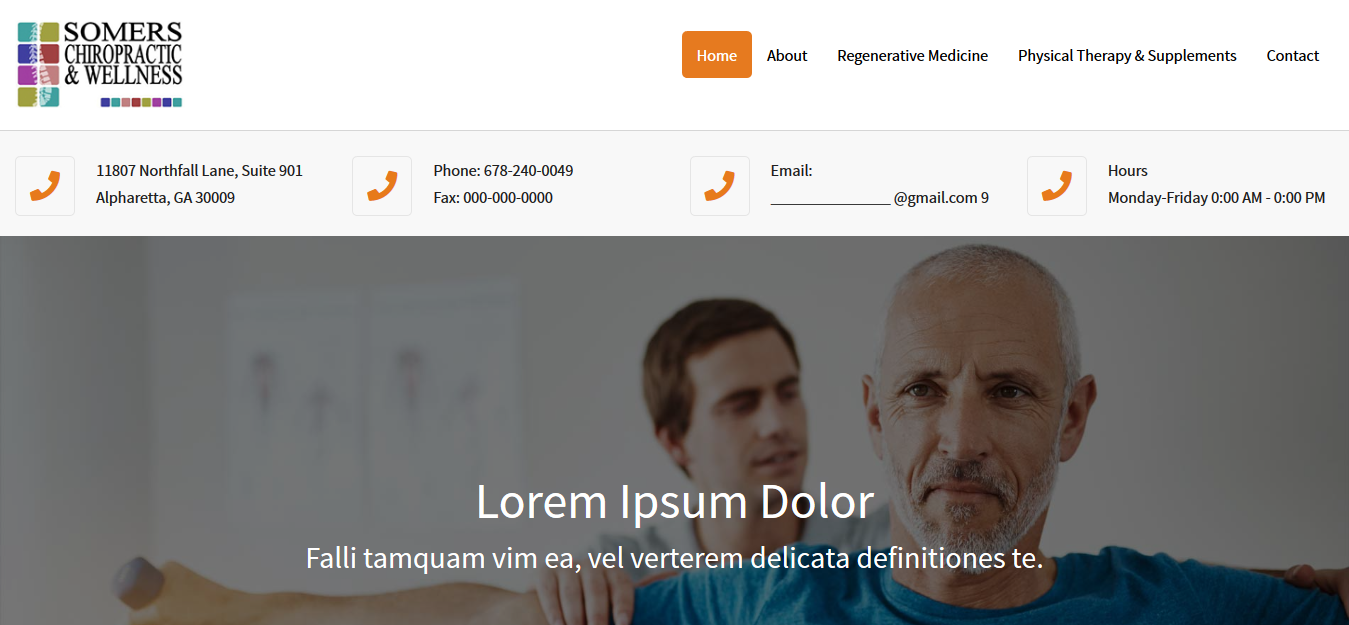 SOMERS
CHIROPRACTIC
& WELLNESS
Home
About
Regenerative Medicine
Physical Therapy & Supplements
Contact
11807 Northfall Lane, Suite 901
Alpharetta, GA 30009
Phone: 678-240-0049
Fax: 000-000-0000
Email:
_______________ @gmail.com 9
Hours
Monday-Friday 0:00 AM - 0:00 PM
Lorem Ipsum Dolor
Falli tamquam vim ea, vel verterem delicata definitiones te.